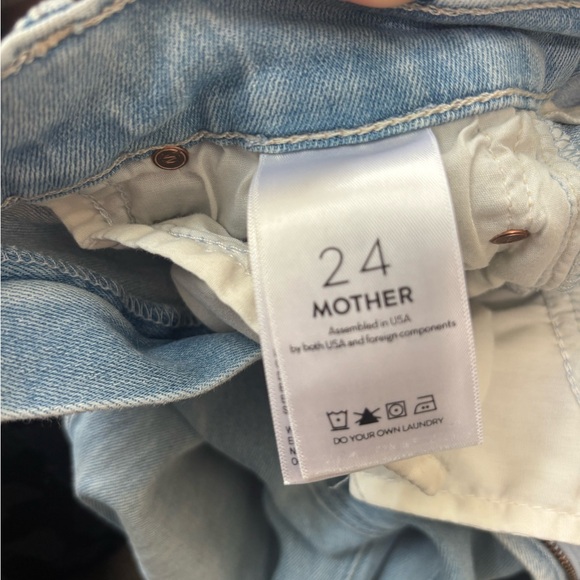 24
MOTHER
Assembled in USA
by both USA and foreign components
DO YOUR OWN LAUNDRY